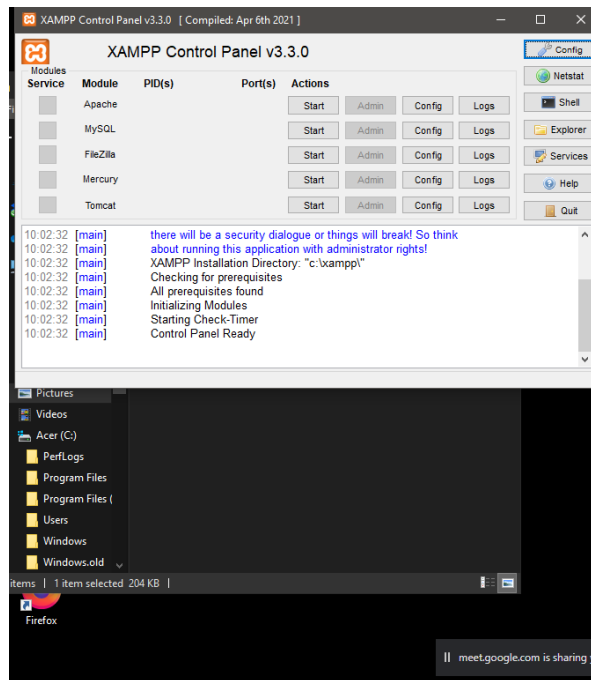 XAMPP Control Panel v3.3.0 [ Compiled: Apr 6th 2021 ]
XAMPP Control Panel v3.3.0
Config
Modules
Service Module PID(s) Port(s) Actions
Netstat
Apache Start Admin Config Logs
Shell
MySQL Start Admin Config Logs
Explorer
FileZilla Start Admin Config Logs
Services
Mercury Start Admin Config Logs
Help
Tomcat Start Admin Config Logs
Quit
10:02:32 [main] there will be a security dialogue or things will break! So think
10:02:32 [main] about running this application with administrator rights!
10:02:32 [main] XAMPP Installation Directory: "c:\xampp\"
10:02:32 [main] Checking for prerequisites
10:02:32 [main] All prerequisites found
10:02:32 [main] Initializing Modules
10:02:32 [main] Starting Check-Timer
10:02:32 [main] Control Panel Ready
Pictures
Videos
Acer (C:)
PerfLogs
Program Files
Program Files (
Users
Windows
Windows.old
items 1 item selected 204 KB
Firefox
meet.google.com is sharing